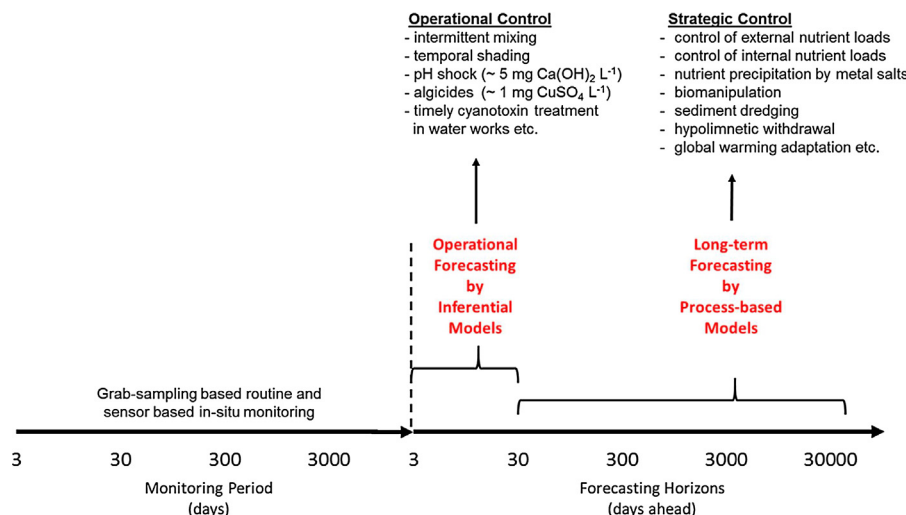 Operational Control
- intermittent mixing
- temporal shading
- pH shock (~ 5 mg Ca(OH)₂ L⁻¹)
- algicides (~ 1 mg CuSO₄ L⁻¹)
- timely cyanotoxin treatment
in water works etc.
Strategic Control
- control of external nutrient loads
- control of internal nutrient loads
- nutrient precipitation by metal salts
- biomanipulation
- sediment dredging
- hypolimnetic withdrawal
- global warming adaptation etc.
Operational
Forecasting
by
Inferential
Models
Long-term
Forecasting
by
Process-based
Models
Grab-sampling based routine and
sensor based in-situ monitoring
3 30 300 3000 3 30 300 3000 30000
Monitoring Period
(days)
Forecasting Horizons
(days ahead)